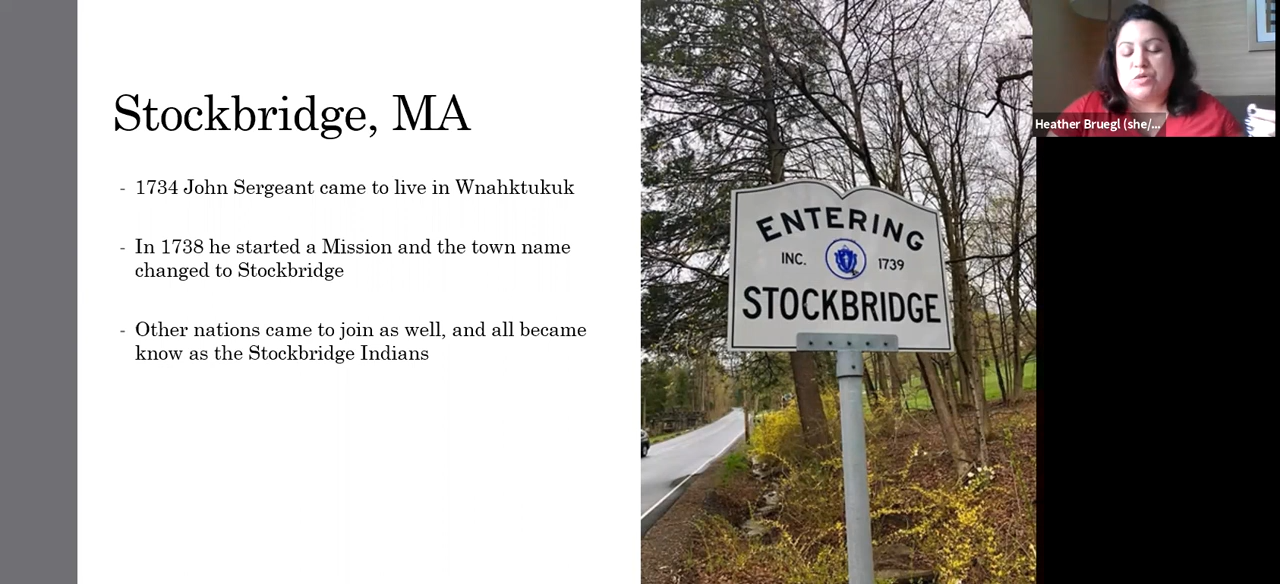 Stockbridge, MA
- 1734 John Sergeant came to live in Wnahktukuk
- In 1738 he started a Mission and the town name
changed to Stockbridge
- Other nations came to join as well, and all became
know as the Stockbridge Indians
ENTERING
INC. 1739
STOCKBRIDGE
Heather Bruegl (she/...